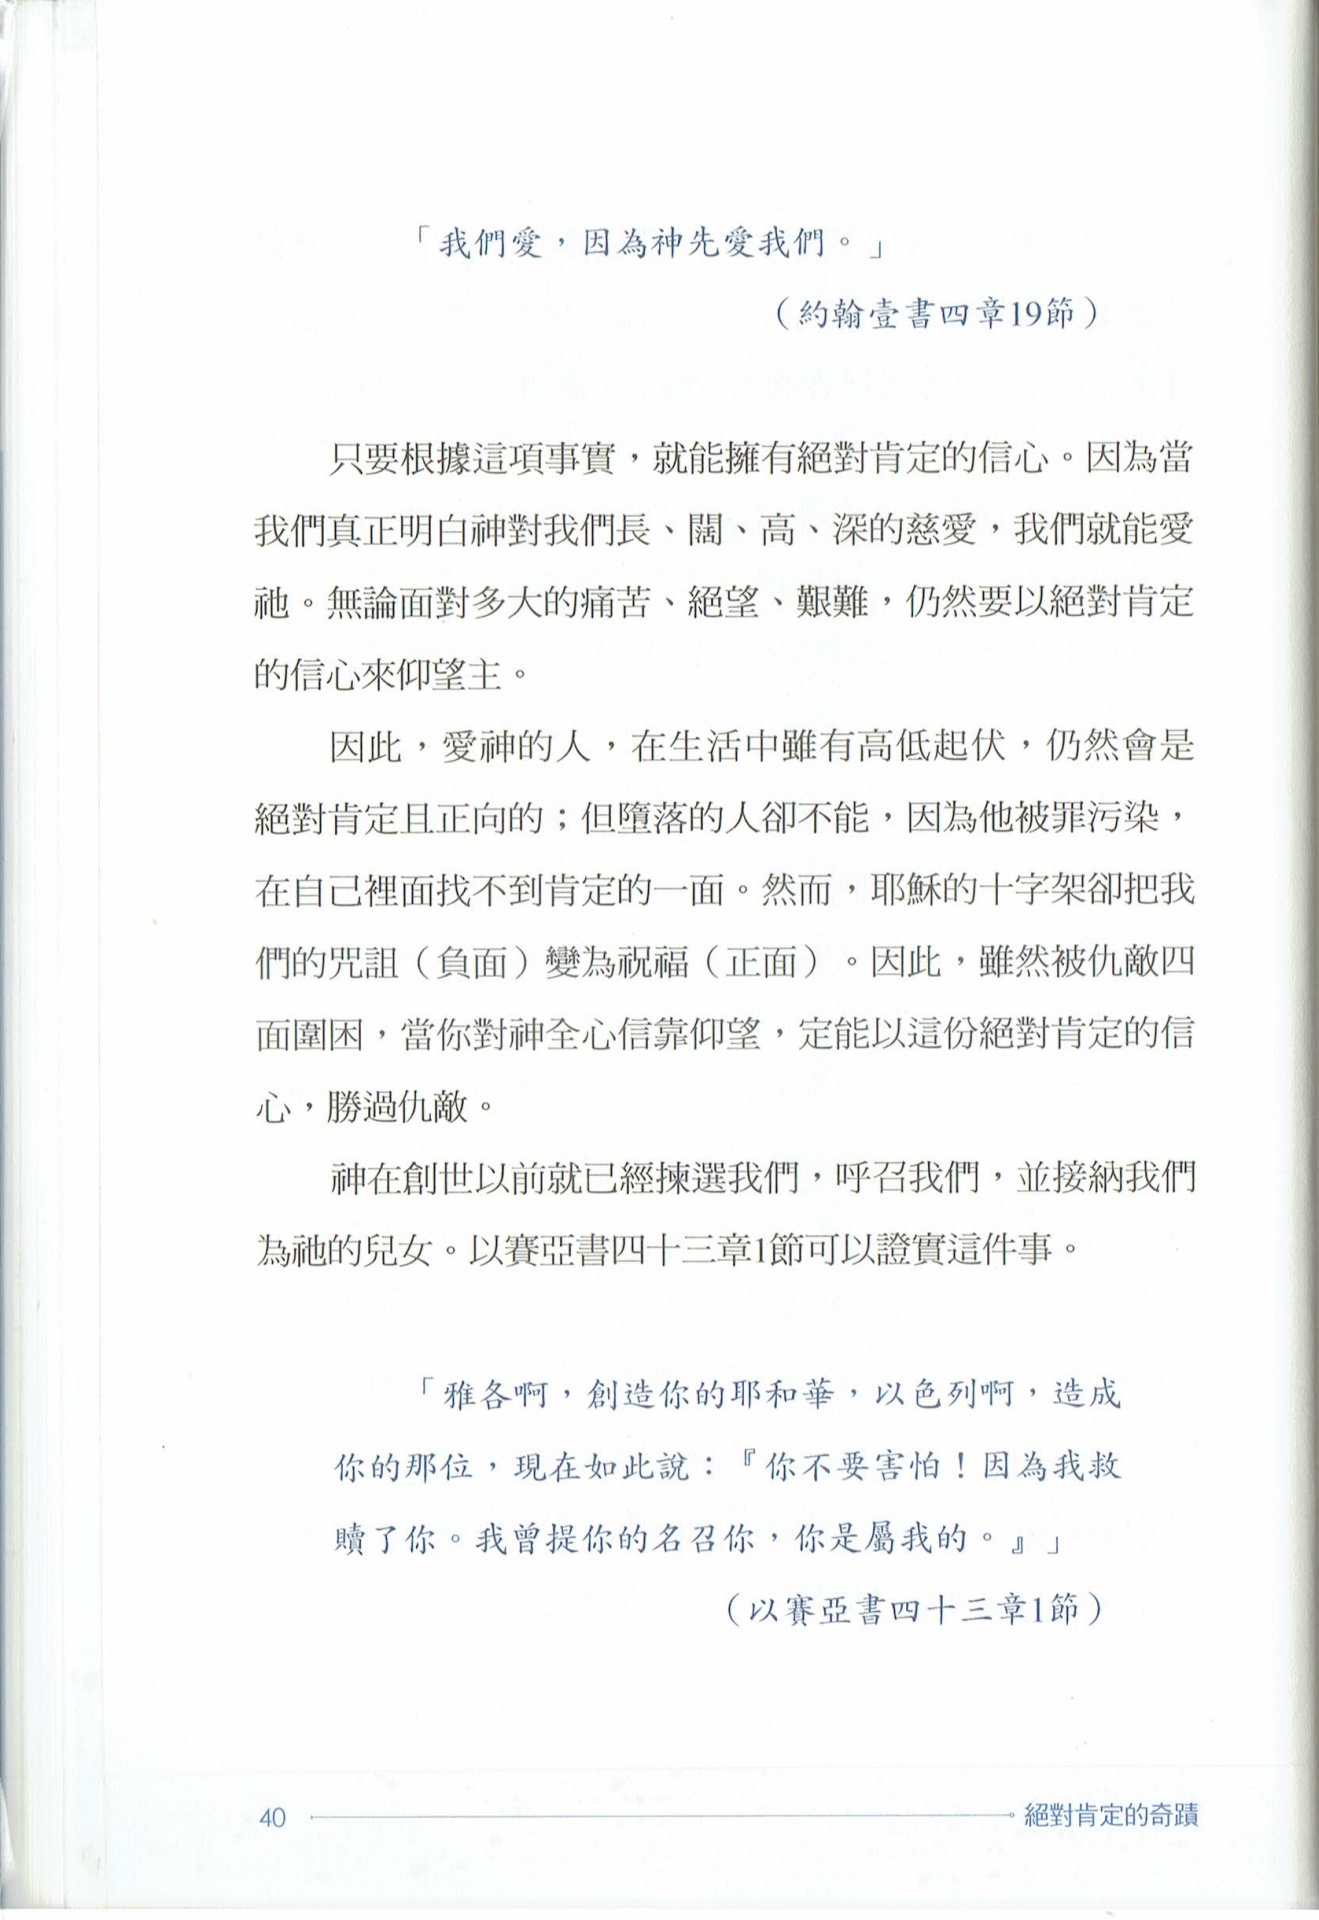 「我們愛，因為神先愛我們。」
（約翰壹書四章19節）
只要根據這項事實，就能擁有絕對肯定的信心。因為當
我們真正明白神對我們長、闊、高、深的慈愛，我們就能愛
祂。無論面對多大的痛苦、絕望、艱難，仍然要以絕對肯定
的信心來仰望主。
因此，愛神的人，在生活中雖有高低起伏，仍然會是
絕對肯定且正向的；但墮落的人卻不能，因為他被罪污染，
在自己裡面找不到肯定的一面。然而，耶穌的十字架卻把我
們的咒詛（負面）變為祝福（正面）。因此，雖然被仇敵四
面圍困，當你對神全心信靠仰望，定能以這份絕對肯定的信
心，勝過仇敵。
神在創世以前就已經揀選我們，呼召我們，並接納我們
為祂的兒女。以賽亞書四十三章1節可以證實這件事。
「雅各啊，創造你的耶和華，以色列啊，造成
你的那位，現在如此說：『你不要害怕！因為我救
贖了你。我曾提你的名召你，你是屬我的。』」
（以賽亞書四十三章1節）
40 絕對肯定的奇蹟